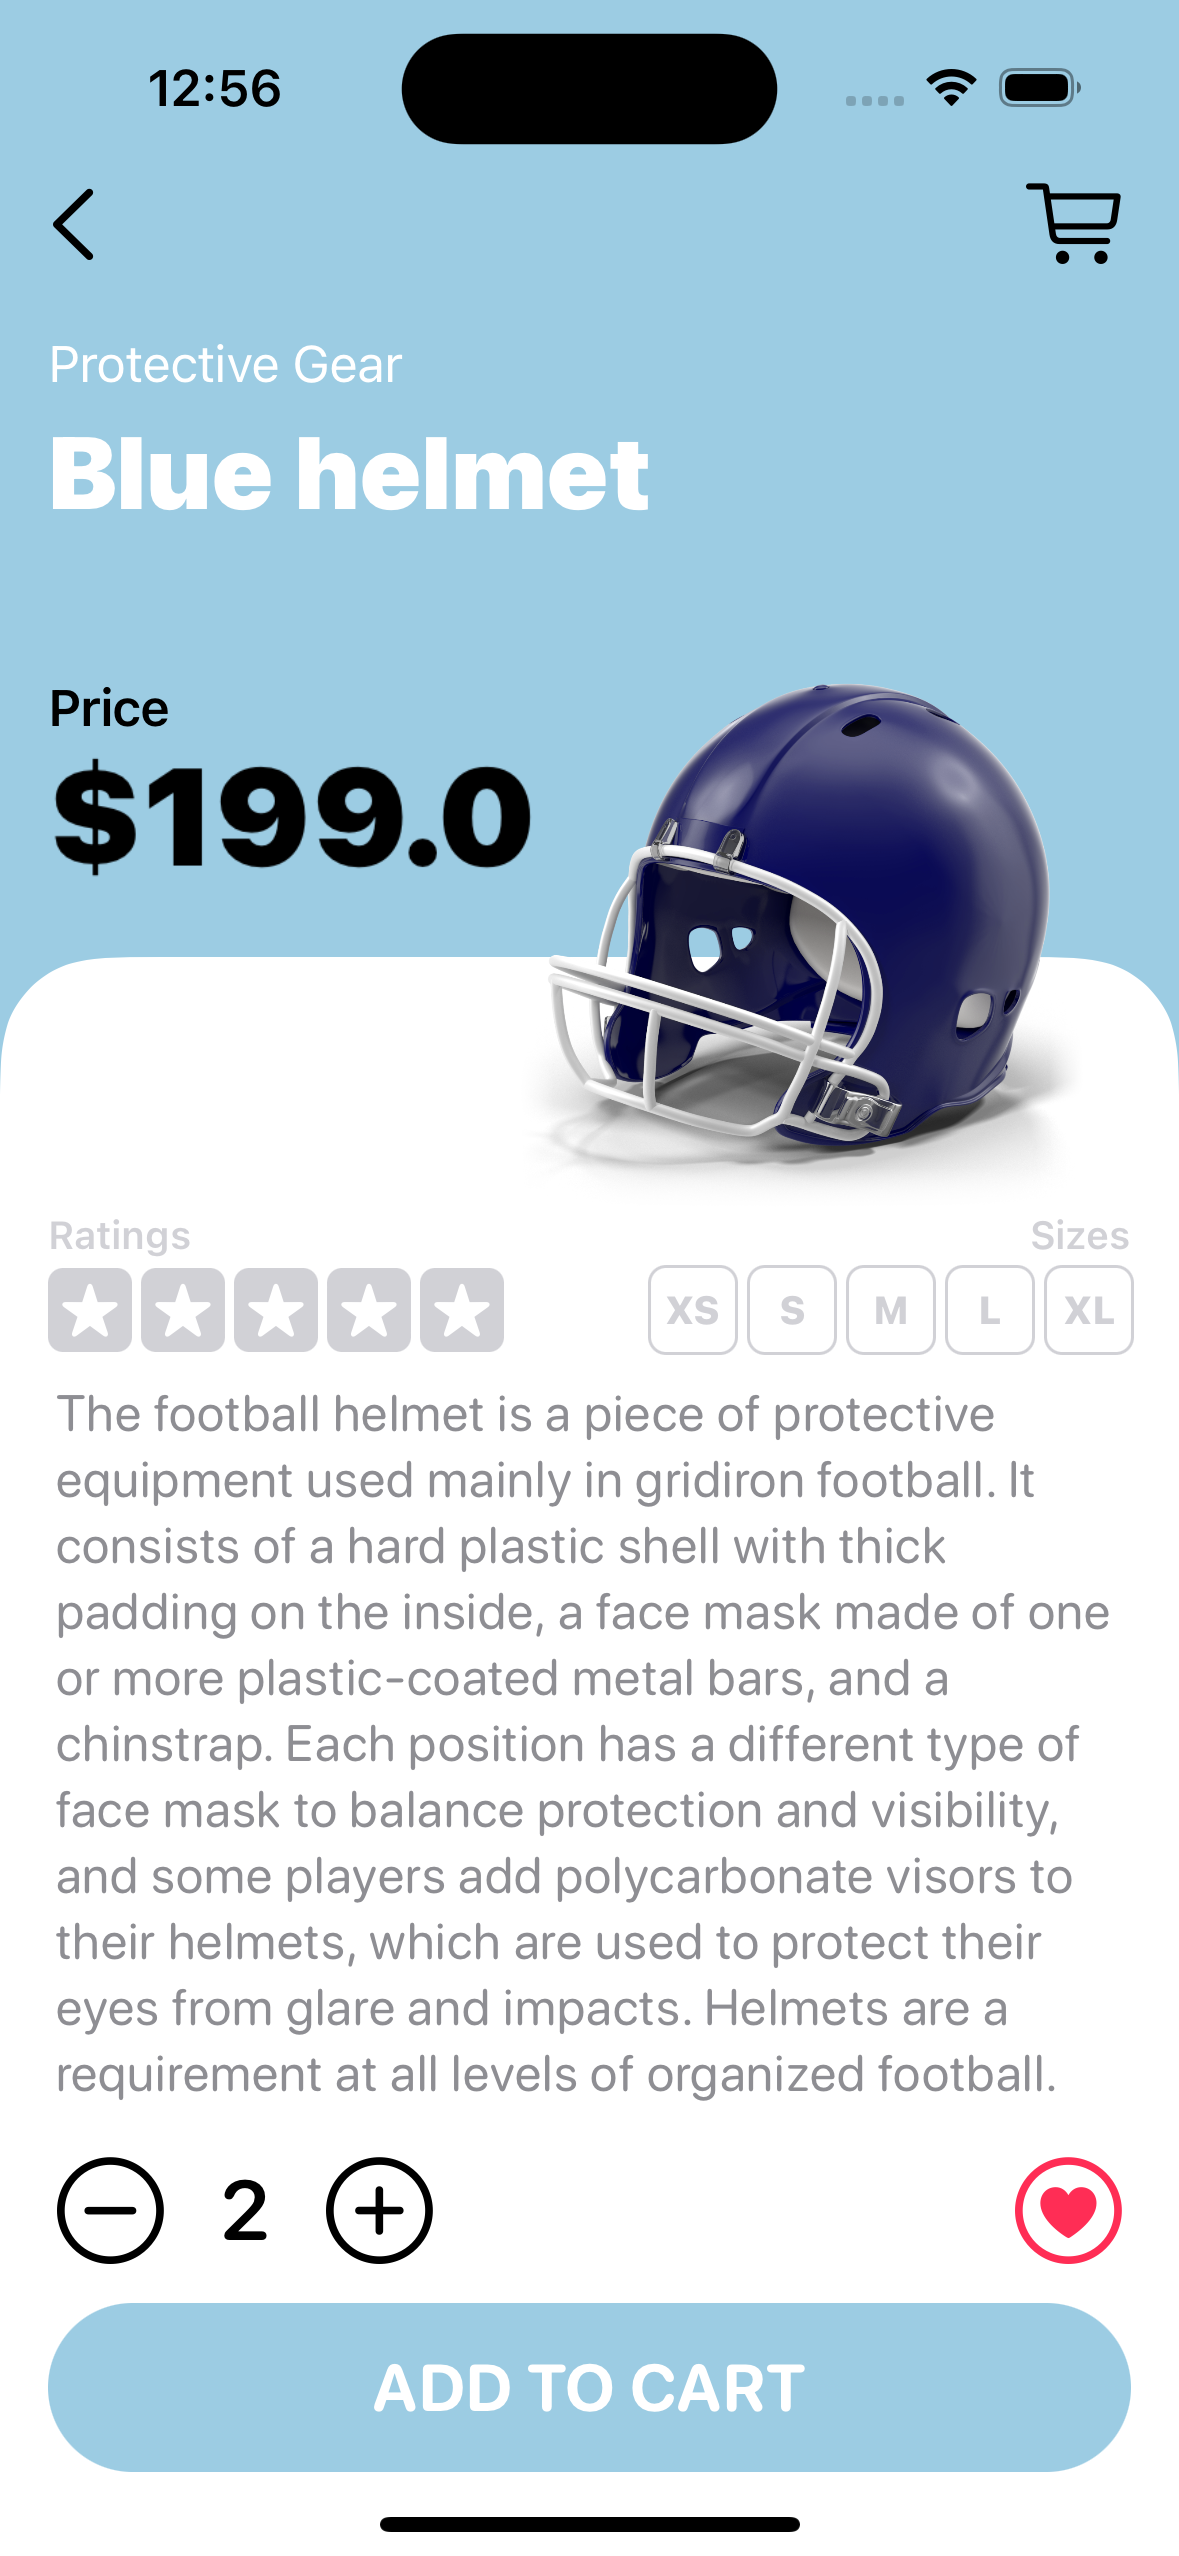 12:56
Protective Gear
Blue helmet
Price
$199.0
Ratings
Sizes
XS S M L XL
The football helmet is a piece of protective
equipment used mainly in gridiron football. It
consists of a hard plastic shell with thick
padding on the inside, a face mask made of one
or more plastic-coated metal bars, and a
chinstrap. Each position has a different type of
face mask to balance protection and visibility,
and some players add polycarbonate visors to
their helmets, which are used to protect their
eyes from glare and impacts. Helmets are a
requirement at all levels of organized football.
2
ADD TO CART